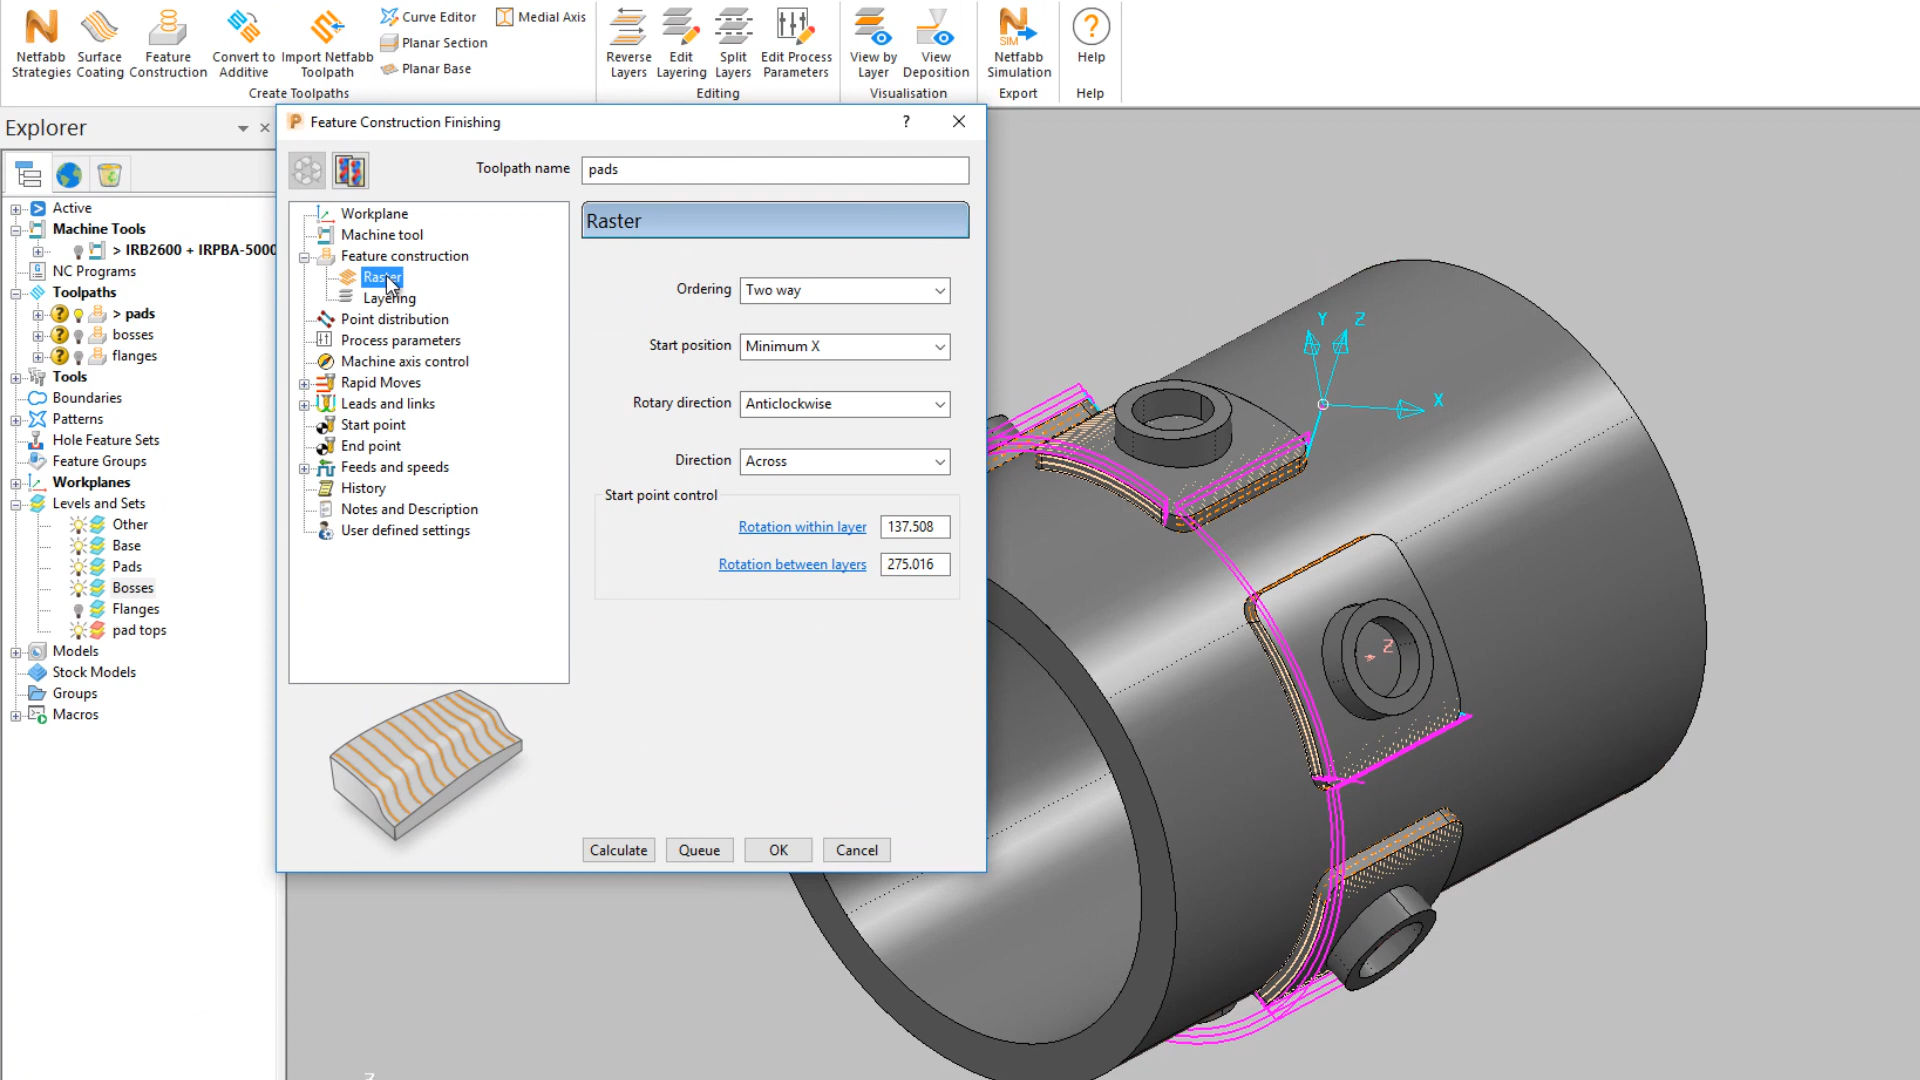 Netfabb Strategies
Surface Coating
Feature Construction
Convert to Additive
Import Netfabb Toolpath
Curve Editor
Planar Section
Planar Base
Medial Axis
Create Toolpaths
Reverse Layers
Edit Layering
Split Layers
Edit Process Parameters
Editing
View by Layer
View Deposition
Visualisation
SIM
Netfabb Simulation
Export
?
Help
Help
Explorer
Active
Machine Tools
> IRB2600 + IRPBA-5000
NC Programs
Toolpaths
> pads
bosses
flanges
Tools
Boundaries
Patterns
Hole Feature Sets
Feature Groups
Workplanes
Levels and Sets
Other
Base
Pads
Bosses
Flanges
pad tops
Models
Stock Models
Groups
Macros
Feature Construction Finishing
?
Toolpath name
pads
Workplane
Machine tool
Feature construction
Raster
Layering
Point distribution
Process parameters
Machine axis control
Rapid Moves
Leads and links
Start point
End point
Feeds and speeds
History
Notes and Description
User defined settings
Raster
Ordering
Two way
Start position
Minimum X
Rotary direction
Anticlockwise
Direction
Across
Start point control
Rotation within layer
137.508
Rotation between layers
275.016
Calculate
Queue
OK
Cancel
Y
Z
X
Z
Z